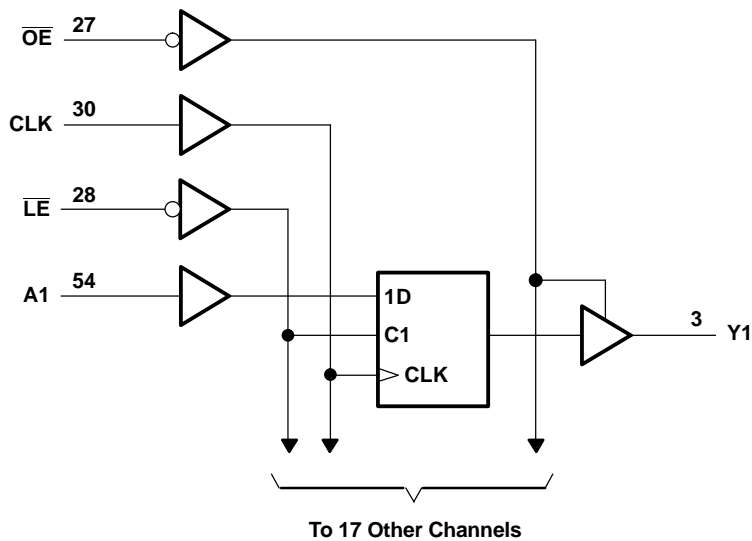 OE 27
CLK 30
LE 28
A1 54
1D
C1
CLK
3 Y1
To 17 Other Channels